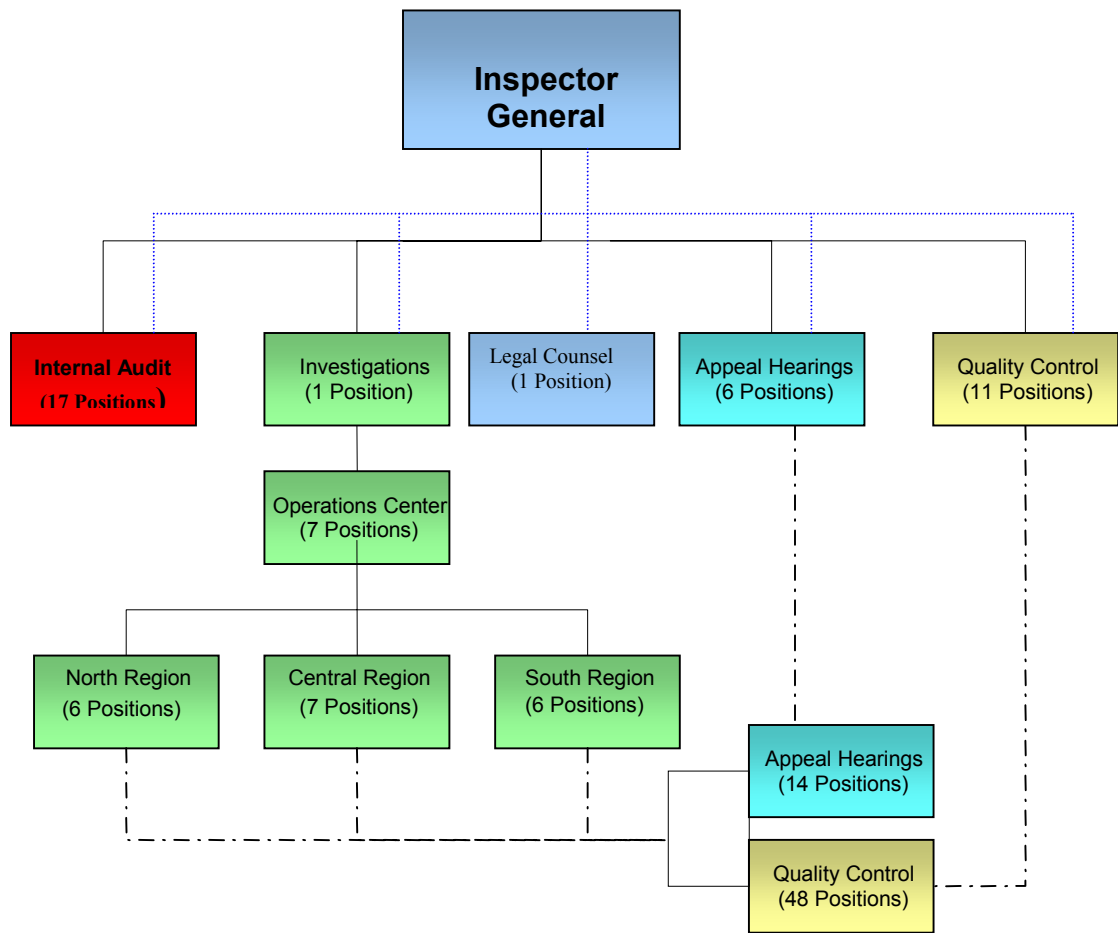 Inspector
General
Internal Audit
(17 Positions)
Investigations
(1 Position)
Legal Counsel
(1 Position)
Appeal Hearings
(6 Positions)
Quality Control
(11 Positions)
Operations Center
(7 Positions)
North Region
(6 Positions)
Central Region
(7 Positions)
South Region
(6 Positions)
Appeal Hearings
(14 Positions)
Quality Control
(48 Positions)